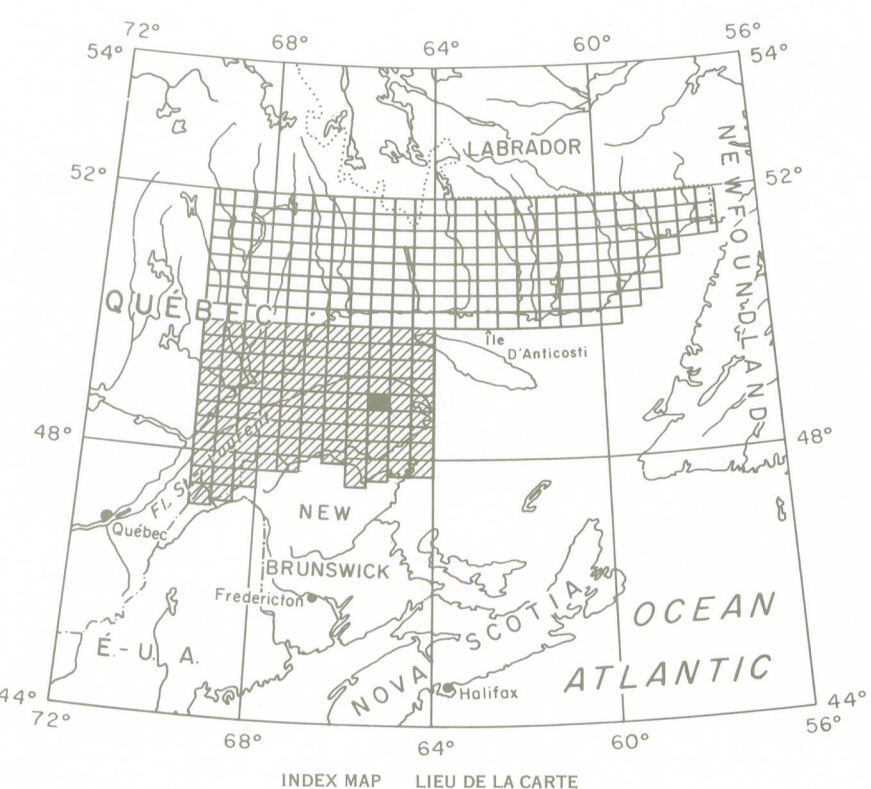 72° 68° 64° 60° 56°
54° 54°
LABRADOR
52° 52°
NEWFOUNDLAND
QUÉBEC
Île
D'Anticosti
48° 48°
Fl. St. Laurent
Québec
NEW
BRUNSWICK
Fredericton
É.-U. A.
NOVA SCOTIA
Halifax
OCEAN
ATLANTIC
44° 44°
72° 68° 64° 60° 56°
INDEX MAP LIEU DE LA CARTE